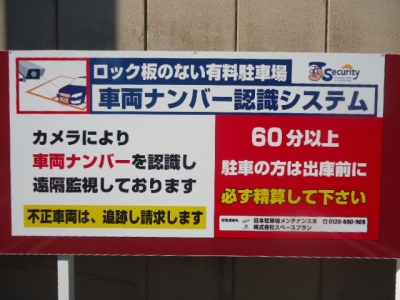 ロック板のない有料駐車場
Security
車両ナンバー認識システム
カメラにより
車両ナンバーを認識し
遠隔監視しております
不正車両は、追跡し請求します
60分以上
駐車の方は出庫前に
必ず精算して下さい
日本駐車場メンテナンス㈱
株式会社スペースプラン